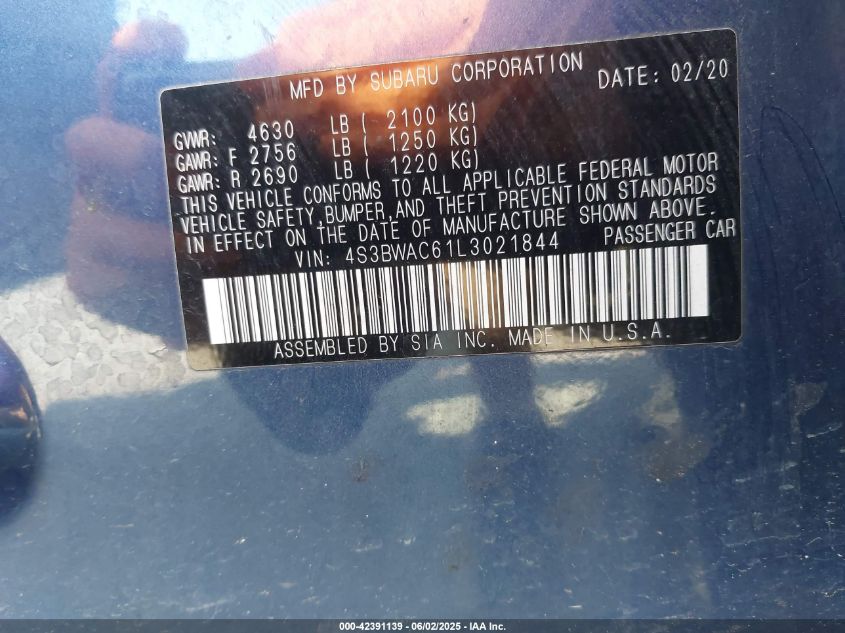 MFD BY SUBARU CORPORATION DATE: 02/20
GVWR: 4630 LB ( 2100 KG)
GAWR: F 2756 LB ( 1250 KG)
GAWR: R 2690 LB ( 1220 KG)
THIS VEHICLE CONFORMS TO ALL APPLICABLE FEDERAL MOTOR
VEHICLE SAFETY,BUMPER,AND THEFT PREVENTION STANDARDS
IN EFFECT ON THE DATE OF MANUFACTURE SHOWN ABOVE.
VIN: 4S3BWAC61L3021844 PASSENGER CAR
ASSEMBLED BY SIA INC. MADE IN U.S.A.
000-42391139 - 06/02/2025 - IAA Inc.